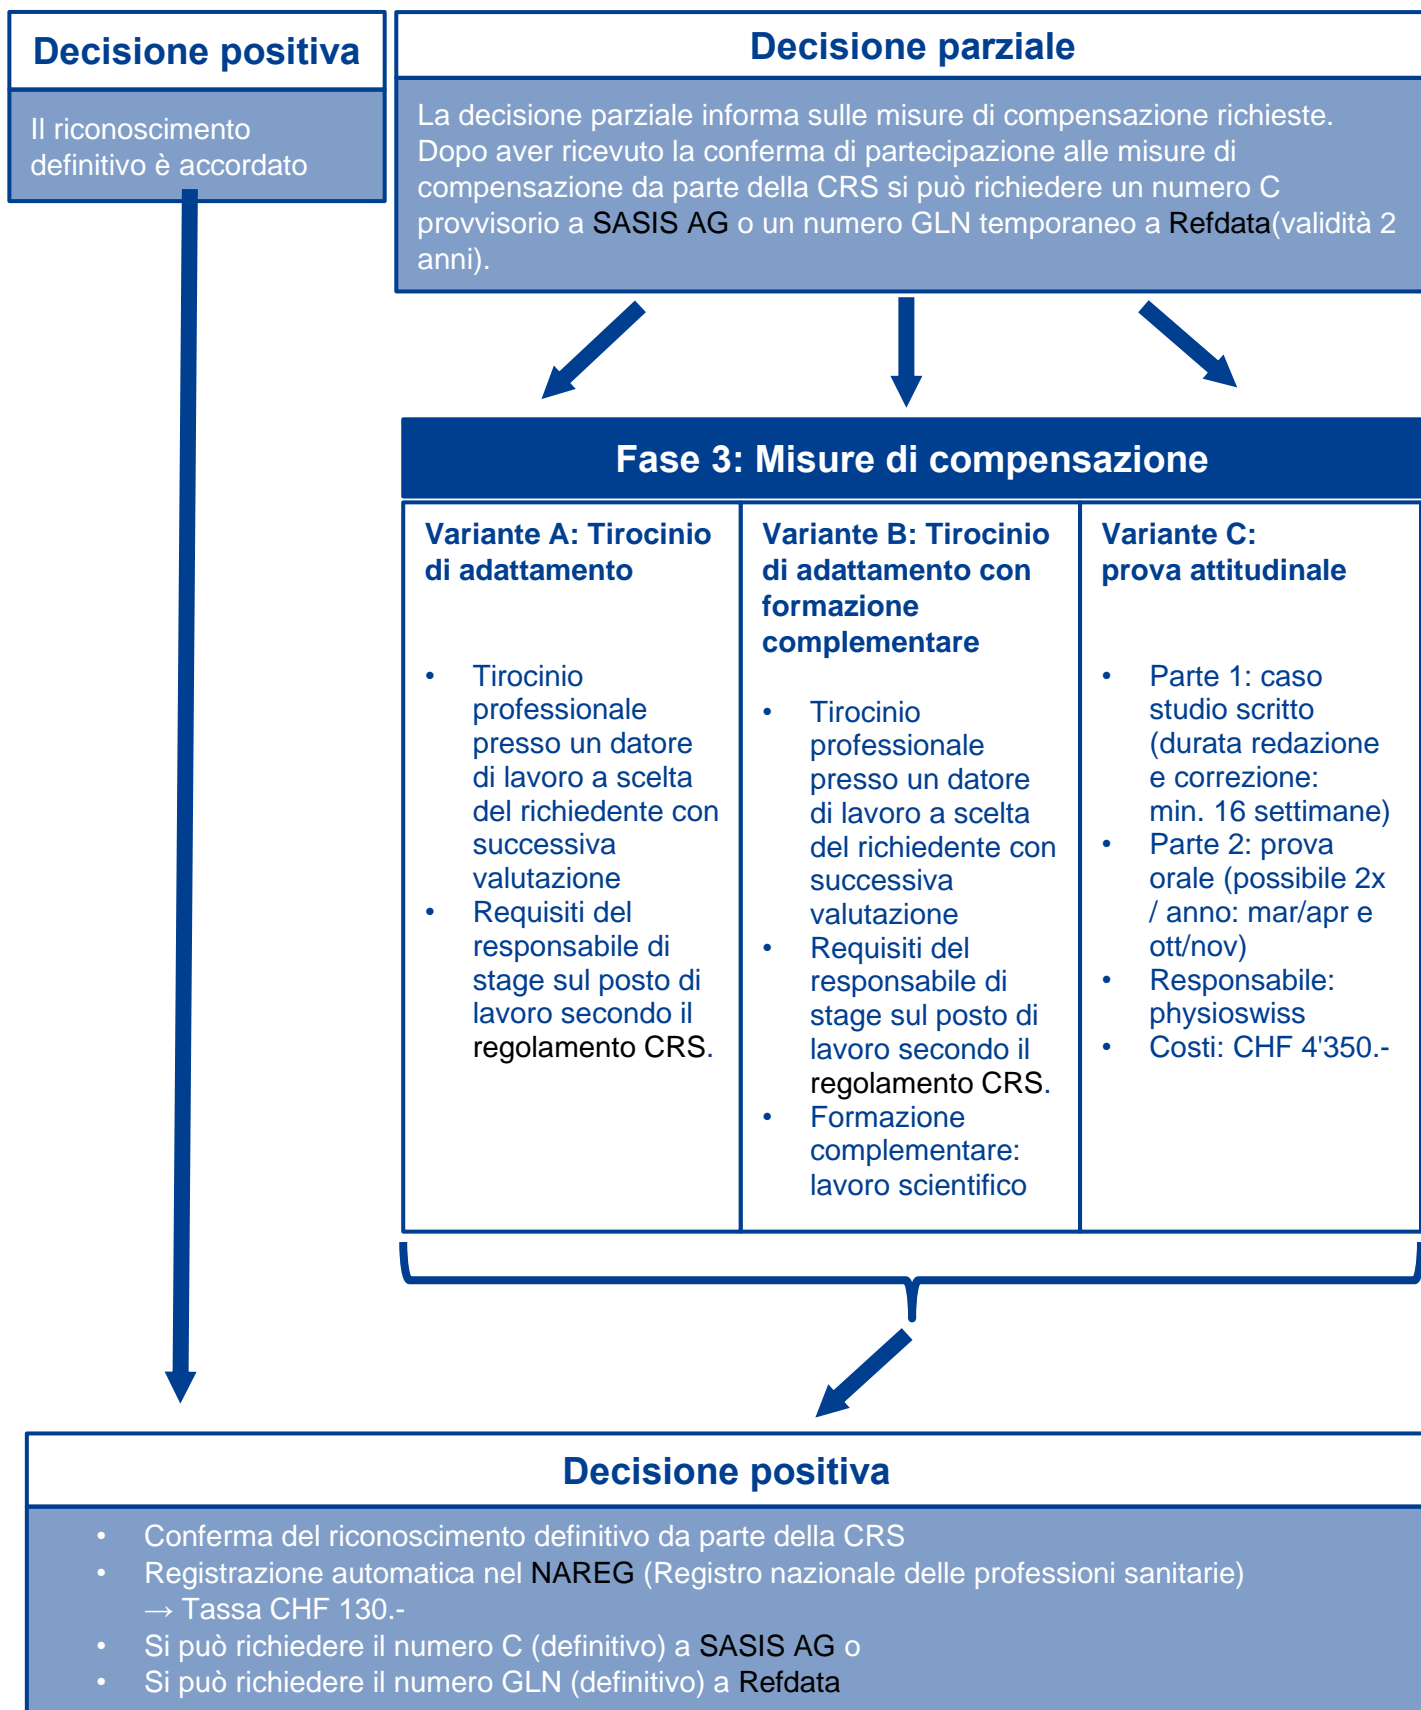 Decisione positiva
Il riconoscimento
definitivo è accordato
Decisione parziale
La decisione parziale informa sulle misure di compensazione richieste.
Dopo aver ricevuto la conferma di partecipazione alle misure di
compensazione da parte della CRS si può richiedere un numero C
provvisorio a SASIS AG o un numero GLN temporaneo a Refdata(validità 2
anni).
Fase 3: Misure di compensazione
Variante A: Tirocinio
di adattamento
• Tirocinio
professionale
presso un datore
di lavoro a scelta
del richiedente con
successiva
valutazione
• Requisiti del
responsabile di
stage sul posto di
lavoro secondo il
regolamento CRS.
Variante B: Tirocinio
di adattamento con
formazione
complementare
• Tirocinio
professionale
presso un datore
di lavoro a scelta
del richiedente con
successiva
valutazione
• Requisiti del
responsabile di
stage sul posto di
lavoro secondo il
regolamento CRS.
• Formazione
complementare:
lavoro scientifico
Variante C:
prova attitudinale
• Parte 1: caso
studio scritto
(durata redazione
e correzione:
min. 16 settimane)
• Parte 2: prova
orale (possibile 2x
/ anno: mar/apr e
ott/nov)
• Responsabile:
physioswiss
• Costi: CHF 4'350.-
Decisione positiva
• Conferma del riconoscimento definitivo da parte della CRS
• Registrazione automatica nel NAREG (Registro nazionale delle professioni sanitarie)
→ Tassa CHF 130.-
• Si può richiedere il numero C (definitivo) a SASIS AG o
• Si può richiedere il numero GLN (definitivo) a Refdata